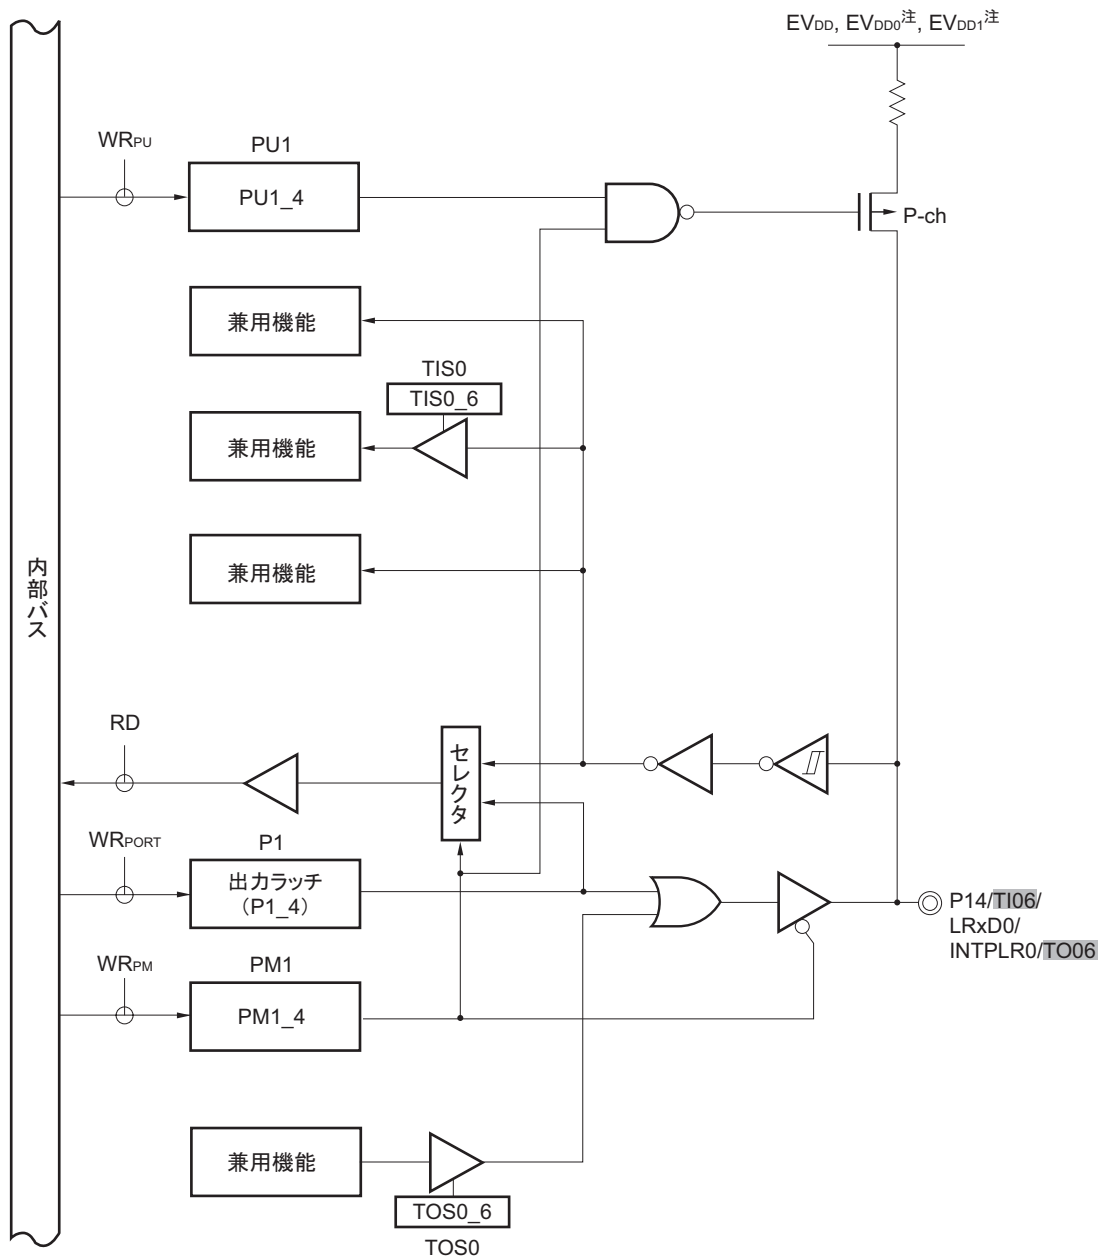 EVDD, EVDD0注, EVDD1注
WRPU
PU1
PU1_4
P-ch
兼用機能
TIS0
TIS0_6
兼用機能
兼用機能
内部バス
RD
セレクタ
WRPORT
P1
出力ラッチ
（P1_4）
P14/TI06/
LRxD0/
INTPLR0/TO06
WRPM
PM1
PM1_4
兼用機能
TOS0_6
TOS0